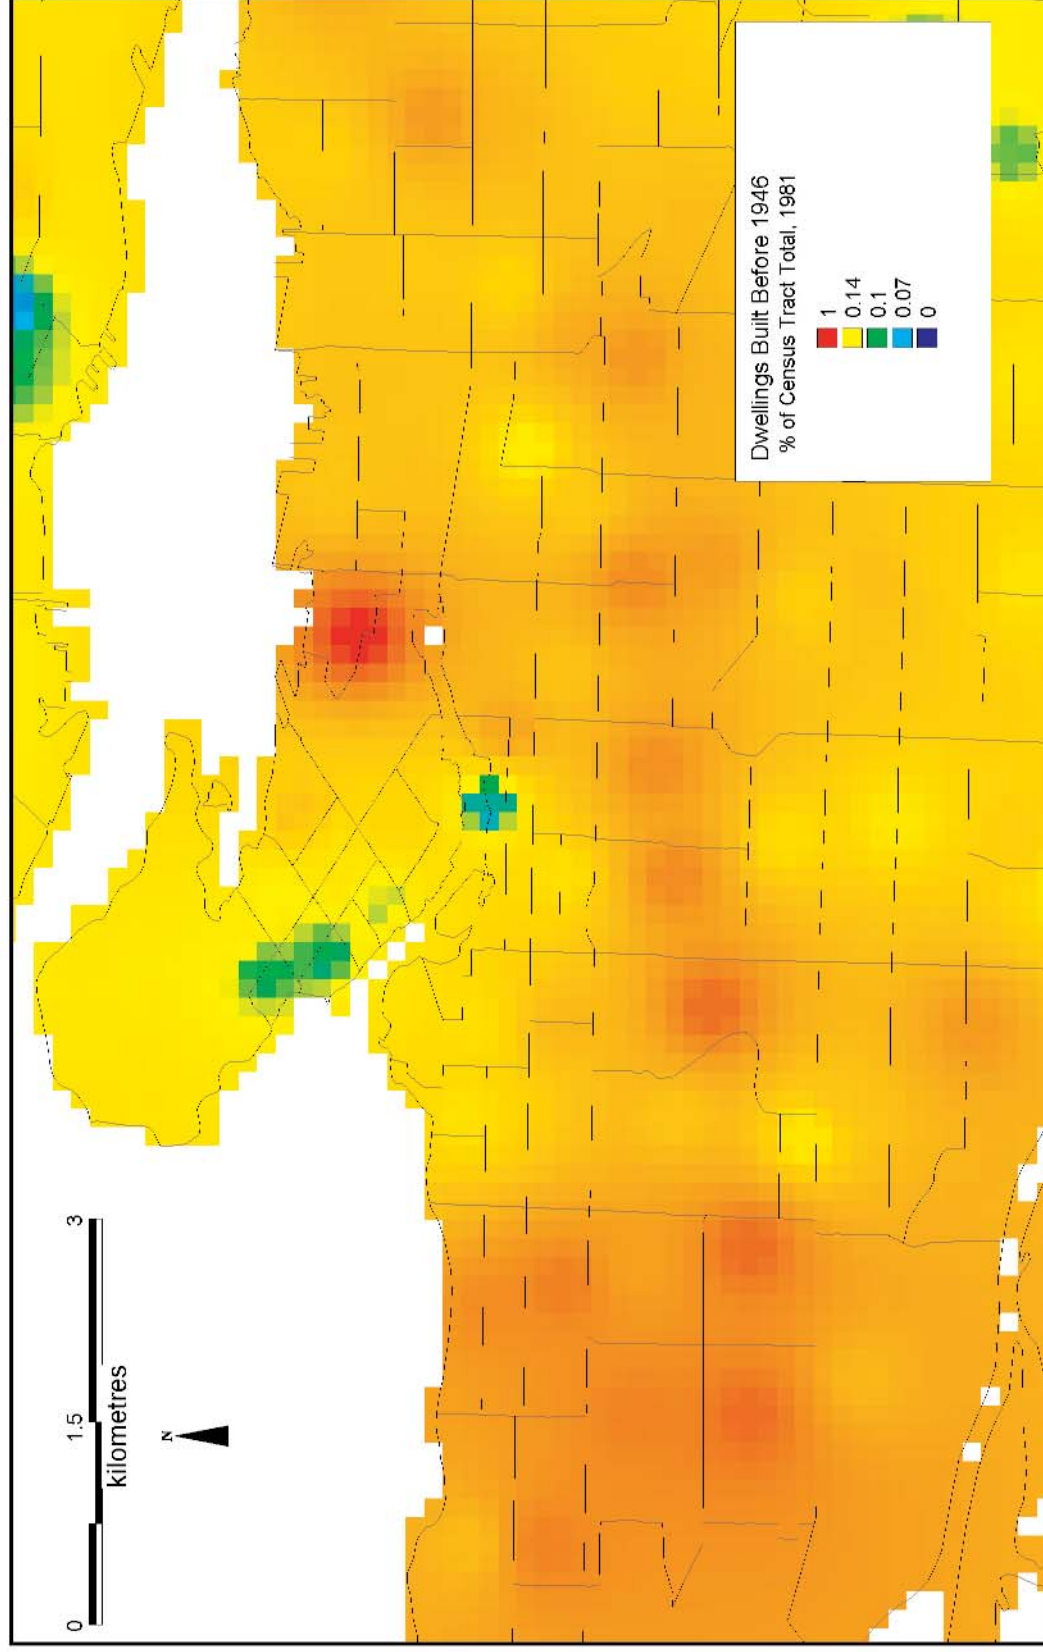 0 1.5 3
kilometres
N
Dwellings Built Before 1946
% of Census Tract Total, 1981
1
0.14
0.1
0.07
0